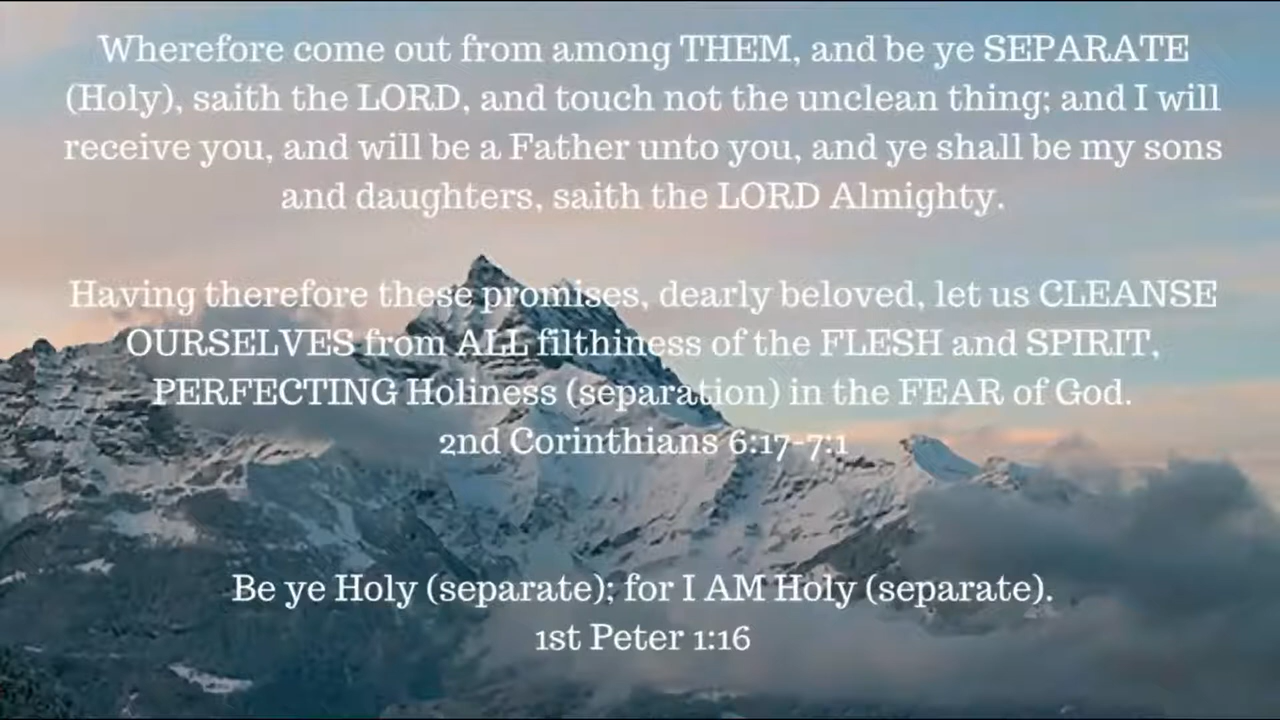 Wherefore come out from among THEM, and be ye SEPARATE
(Holy), saith the LORD, and touch not the unclean thing; and I will
receive you, and will be a Father unto you, and ye shall be my sons
and daughters, saith the LORD Almighty.
Having therefore these promises, dearly beloved, let us CLEANSE
OURSELVES from ALL filthiness of the FLESH and SPIRIT,
PERFECTING Holiness (separation) in the FEAR of God.
2nd Corinthians 6:17-7:1
Be ye Holy (separate); for I AM Holy (separate).
1st Peter 1:16